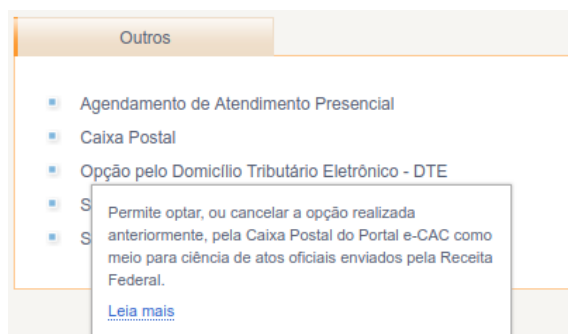 Outros
Agendamento de Atendimento Presencial
Caixa Postal
Opção pelo Domicílio Tributário Eletrônico - DTE
S
S
Permite optar, ou cancelar a opção realizada
anteriormente, pela Caixa Postal do Portal e-CAC como
meio para ciência de atos oficiais enviados pela Receita
Federal.
Leia mais